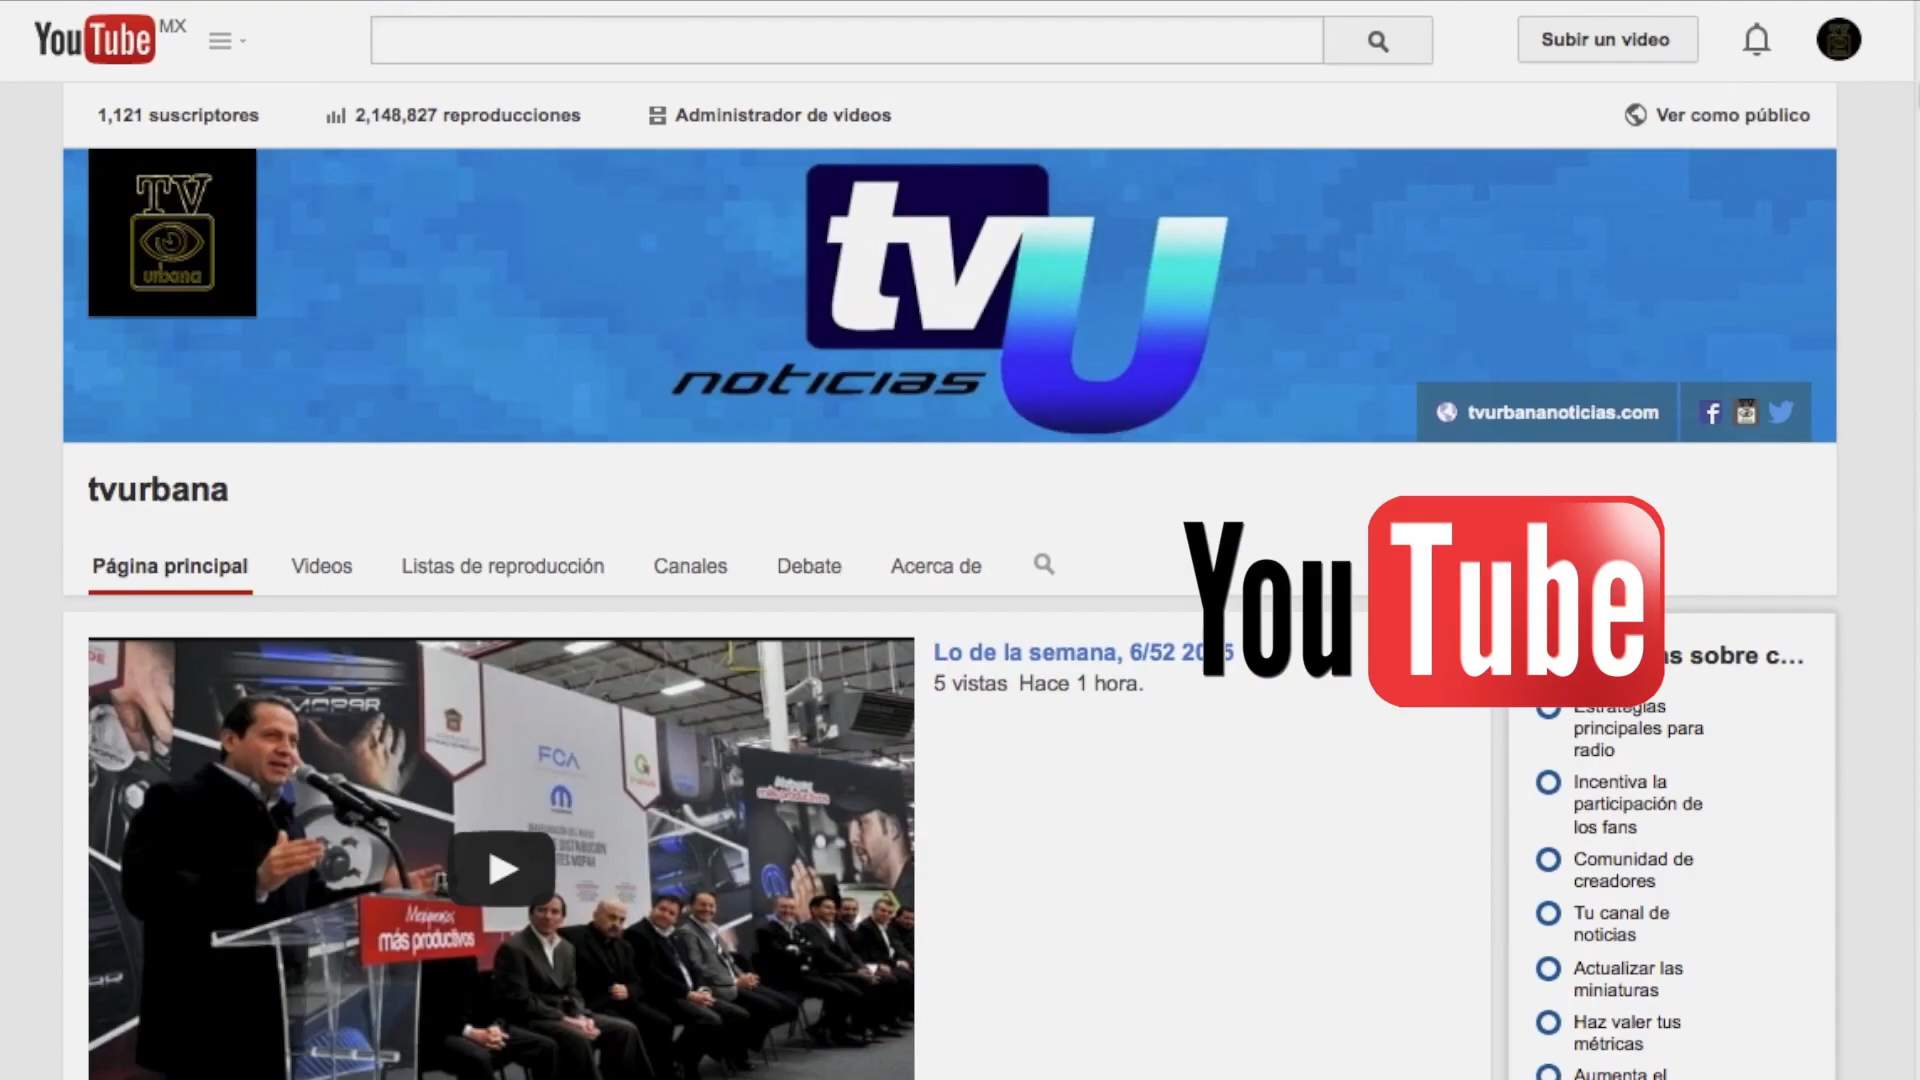 YouTube MX
Subir un video
1,121 suscriptores
2,148,827 reproducciones
Administrador de videos
Ver como público
TV
urbana
tvU
noticias
tvurbananoticias.com
tvurbana
Página principal
Videos
Listas de reproducción
Canales
Debate
Acerca de
YouTube
Lo de la semana, 6/52
5 vistas Hace 1 hora.
sobre c...
MOPAR
FCA
más productivos
Estrategias
principales para
radio
Incentiva la
participación de
los fans
Comunidad de
creadores
Tu canal de
noticias
Actualizar las
miniaturas
Haz valer tus
métricas
Aumenta el